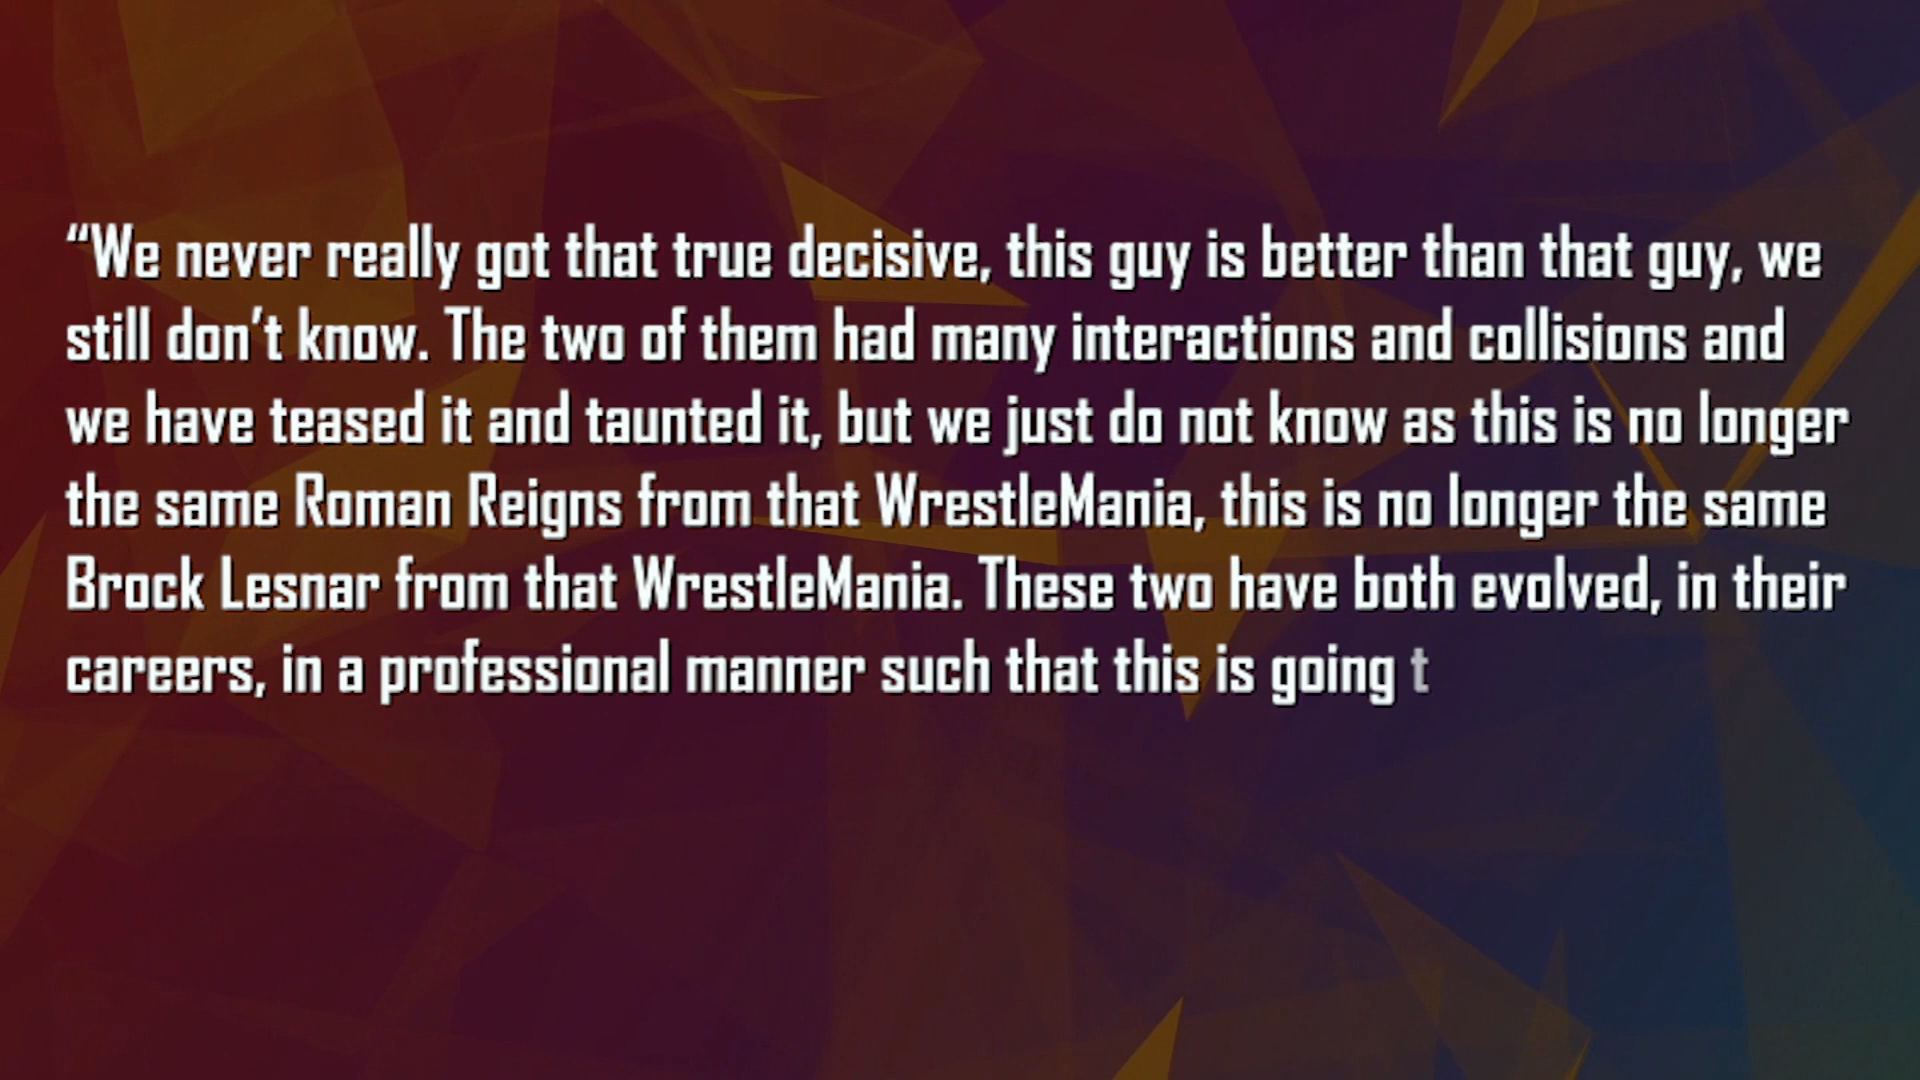 “We never really got that true decisive, this guy is better than that guy, we
still don’t know. The two of them had many interactions and collisions and
we have teased it and taunted it, but we just do not know as this is no longer
the same Roman Reigns from that WrestleMania, this is no longer the same
Brock Lesnar from that WrestleMania. These two have both evolved, in their
careers, in a professional manner such that this is going t